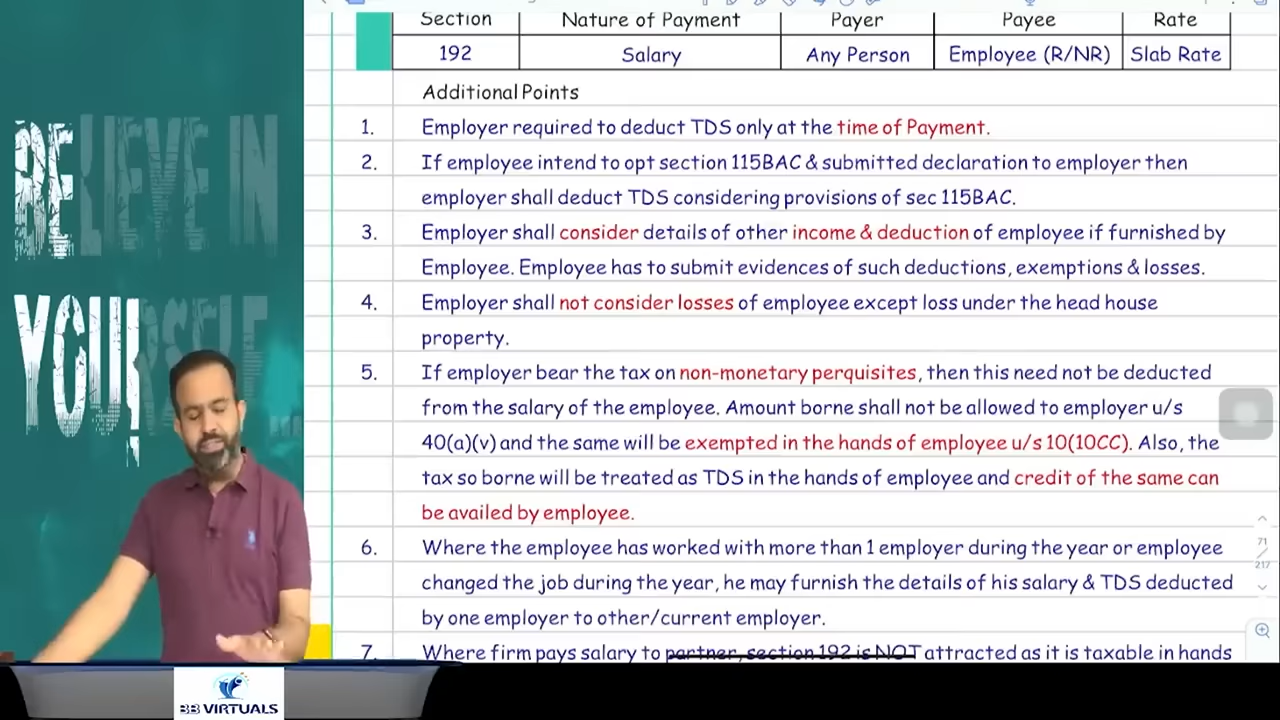 BELIEVE IN
YOURSELF
Section Nature of Payment Payer Payee Rate
192 Salary Any Person Employee (R/NR) Slab Rate
Additional Points
1. Employer required to deduct TDS only at the time of Payment.
2. If employee intend to opt section 115BAC & submitted declaration to employer then
employer shall deduct TDS considering provisions of sec 115BAC.
3. Employer shall consider details of other income & deduction of employee if furnished by
Employee. Employee has to submit evidences of such deductions, exemptions & losses.
4. Employer shall not consider losses of employee except loss under the head house
property.
5. If employer bear the tax on non-monetary perquisites, then this need not be deducted
from the salary of the employee. Amount borne shall not be allowed to employer u/s
40(a)(v) and the same will be exempted in the hands of employee u/s 10(10CC). Also, the
tax so borne will be treated as TDS in the hands of employee and credit of the same can
be availed by employee.
6. Where the employee has worked with more than 1 employer during the year or employee
changed the job during the year, he may furnish the details of his salary & TDS deducted
by one employer to other/current employer.
7. Where firm pays salary to partner, section 192 is NOT attracted as it is taxable in hands
71
217
BB VIRTUALS